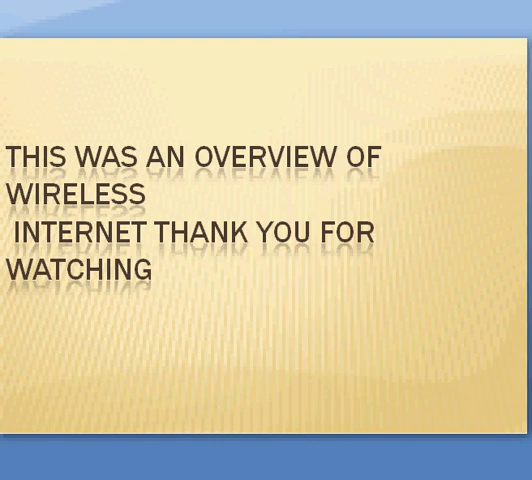 THIS WAS AN OVERVIEW OF
WIRELESS
INTERNET THANK YOU FOR
WATCHING